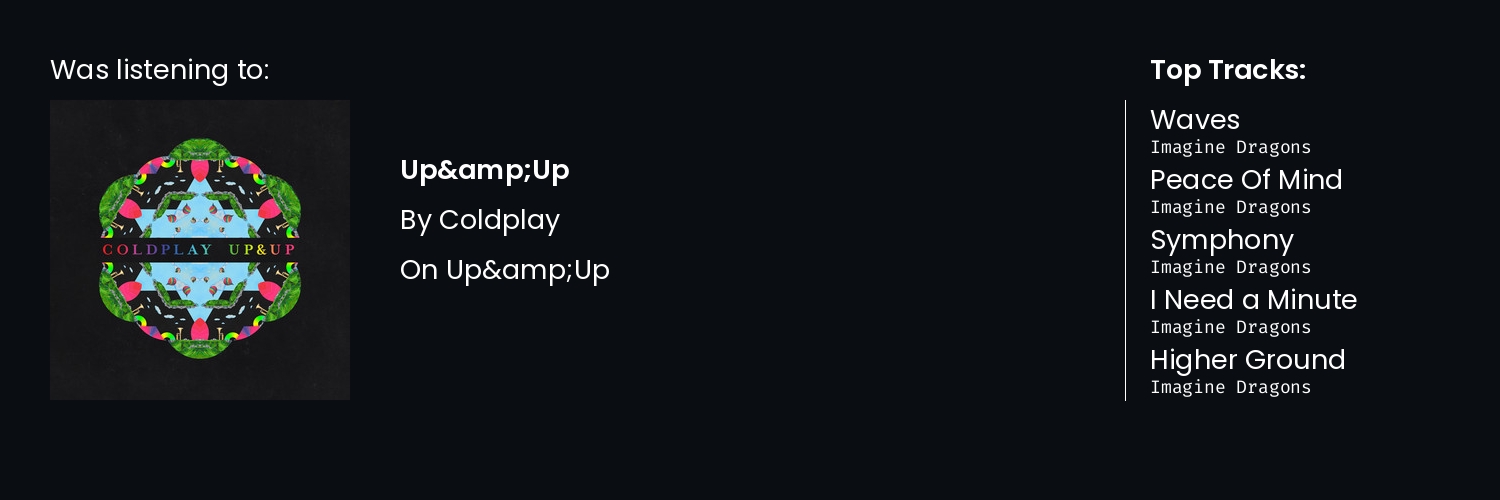 Was listening to:
COLDPLAY UP&UP
Up&amp;Up
By Coldplay
On Up&amp;Up
Top Tracks:
Waves
Imagine Dragons
Peace Of Mind
Imagine Dragons
Symphony
Imagine Dragons
I Need a Minute
Imagine Dragons
Higher Ground
Imagine Dragons